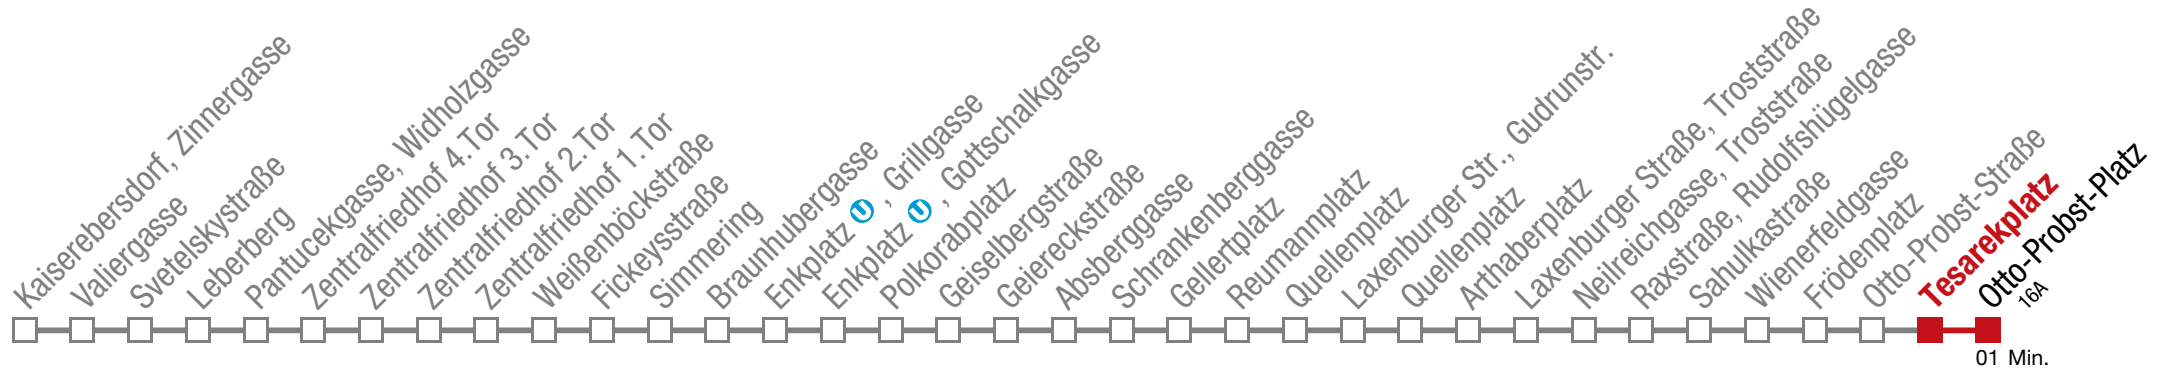 Kaiserebersdorf, Zinnergasse
Valiergasse
Svetelskystraße
Leberberg
Pantucekgasse, Widholzgasse
Zentralfriedhof 4.Tor
Zentralfriedhof 3.Tor
Zentralfriedhof 2.Tor
Zentralfriedhof 1.Tor
Weißenböckstraße
Fickeysstraße
Simmering
Braunhubergasse
Enkplatz U, Grillgasse
Enkplatz U, Gottschalkgasse
Polkorabplatz
Geiselbergstraße
Geiereckstraße
Absberggasse
Schrankenberggasse
Gellertplatz
Reumannplatz
Quellenplatz
Laxenburger Str., Gudrunstr.
Quellenplatz
Arthaberplatz
Laxenburger Straße, Troststraße
Neilreichgasse, Troststraße
Raxstraße, Rudolfshügelgasse
Sahulkastraße
Wienerfeldgasse
Frödenplatz
Otto-Probst-Straße
Tesarekplatz
Otto-Probst-Platz
16A
01 Min.